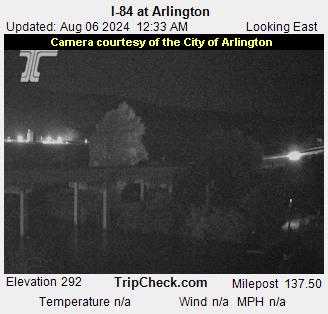 I-84 at Arlington
Updated: Aug 06 2024 12:33 AM Looking East
Camera courtesy of the City of Arlington
Elevation 292 TripCheck.com Milepost 137.50
Temperature n/a Wind n/a MPH n/a